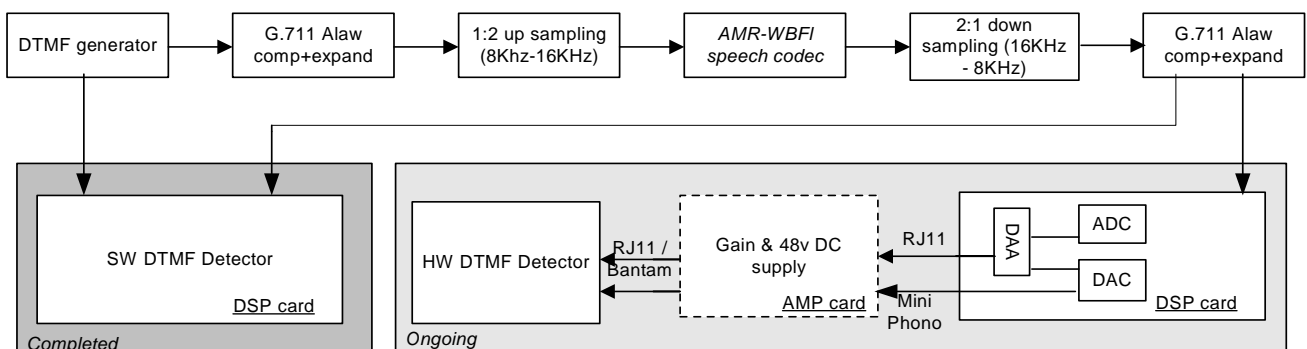 DTMF generator
G.711 Alaw
comp+expand
1:2 up sampling
(8Khz-16KHz)
AMR-WBFI
speech codec
2:1 down
sampling (16KHz
- 8KHz)
G.711 Alaw
comp+expand
SW DTMF Detector
DSP card
Completed
HW DTMF Detector
RJ11 /
Bantam
Gain & 48v DC
supply
AMP card
RJ11
Mini
Phono
DAA
ADC
DAC
DSP card
Ongoing